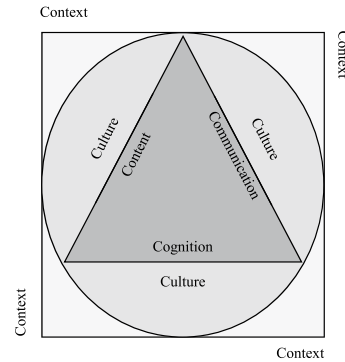 Context
Context
Culture
Content
Communication
Culture
Cognition
Culture
Context
Context